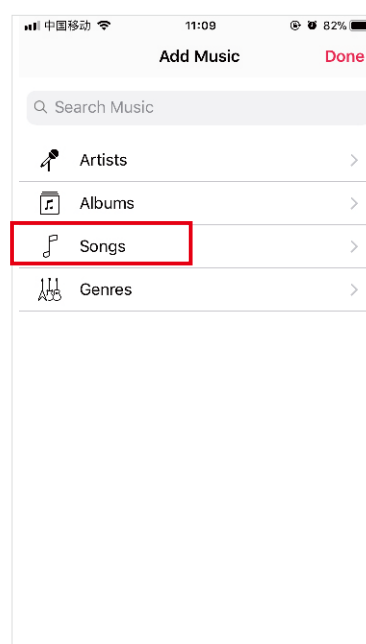 中国移动 11:09 82%
Add Music Done
Search Music
Artists
Albums
Songs
Genres